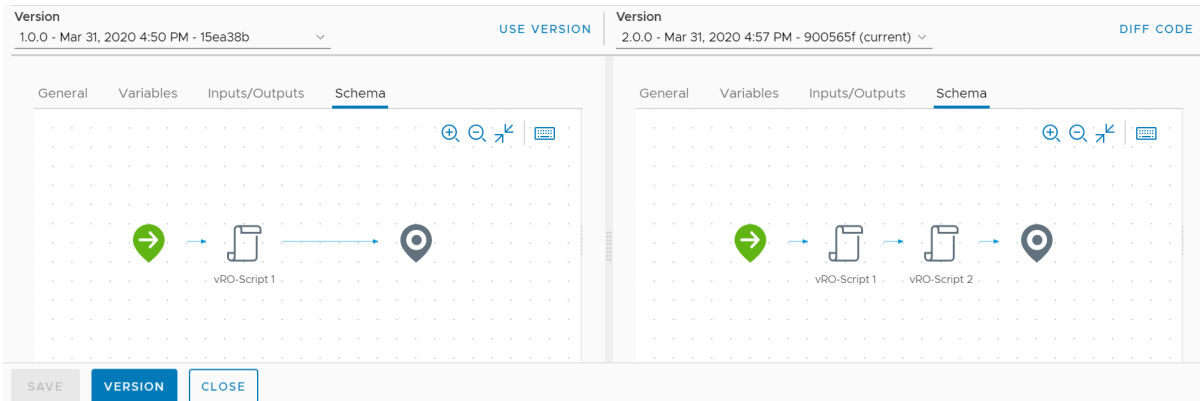 Version
1.0.0 - Mar 31, 2020 4:50 PM - 15ea38b
USE VERSION
General Variables Inputs/Outputs Schema
vRO-Script 1
Version
2.0.0 - Mar 31, 2020 4:57 PM - 900565f (current)
DIFF CODE
General Variables Inputs/Outputs Schema
vRO-Script 1 vRO-Script 2
SAVE VERSION CLOSE